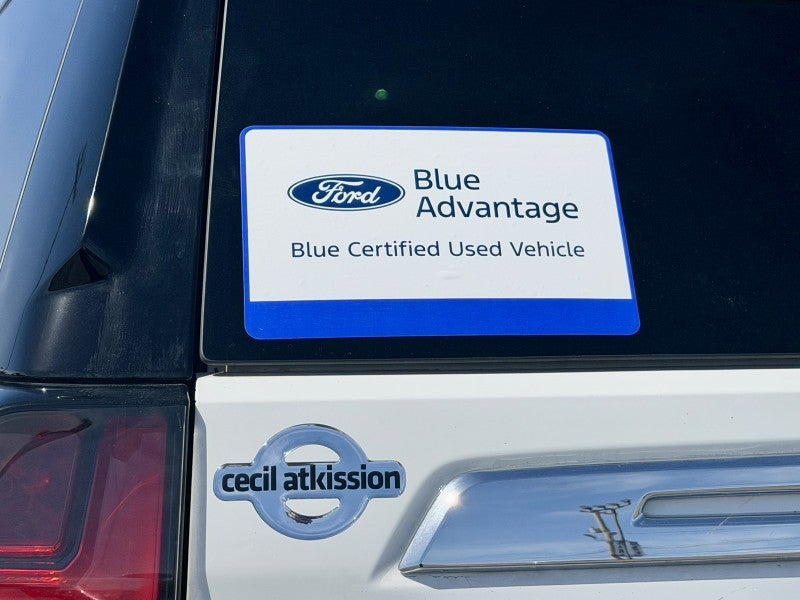 Ford
Blue
Advantage
Blue Certified Used Vehicle
cecil atkission